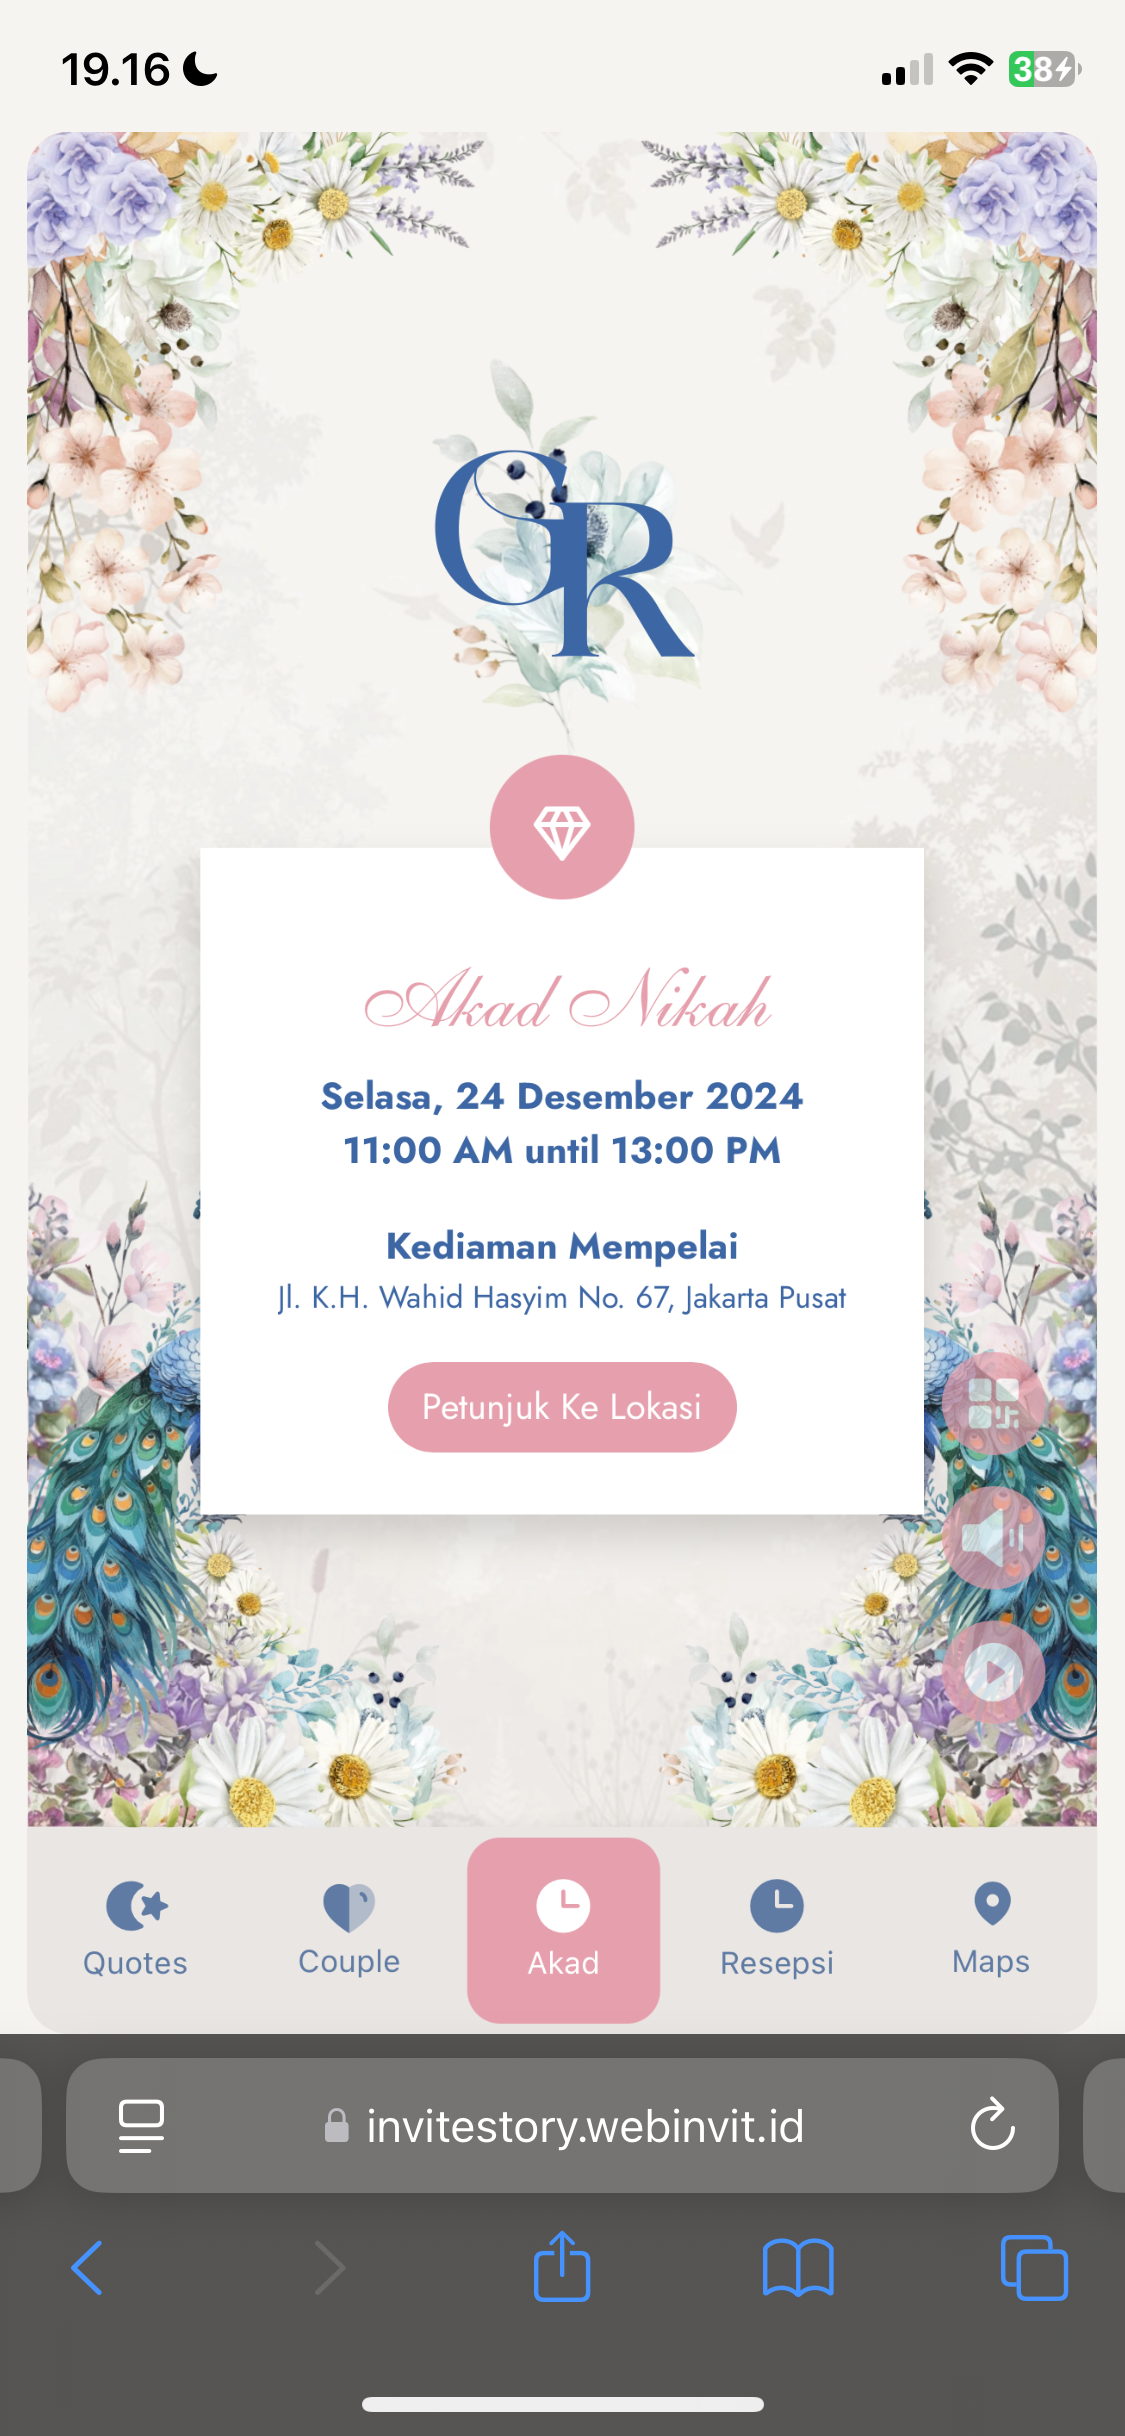 19.16
38
GR
Akad Nikah
Selasa, 24 Desember 2024
11:00 AM until 13:00 PM
Kediaman Mempelai
Jl. K.H. Wahid Hasyim No. 67, Jakarta Pusat
Petunjuk Ke Lokasi
Quotes
Couple
Akad
Resepsi
Maps
invitestory.webinvit.id